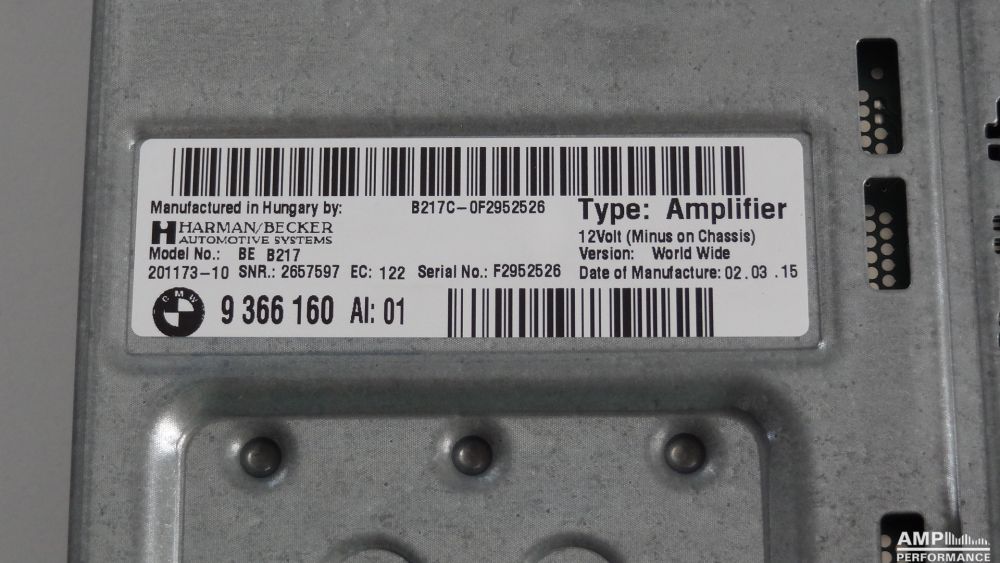 Manufactured in Hungary by:
B217C-0F2952526
Type: Amplifier
HARMAN/BECKER
AUTOMOTIVE SYSTEMS
12Volt (Minus on Chassis)
Model No.: BE B217
Version: World Wide
201173-10 SNR.: 2657597 EC: 122 Serial No.: F2952526
Date of Manufacture: 02.03 .15
BMW
9 366 160 AI: 01
AMP
PERFORMANCE